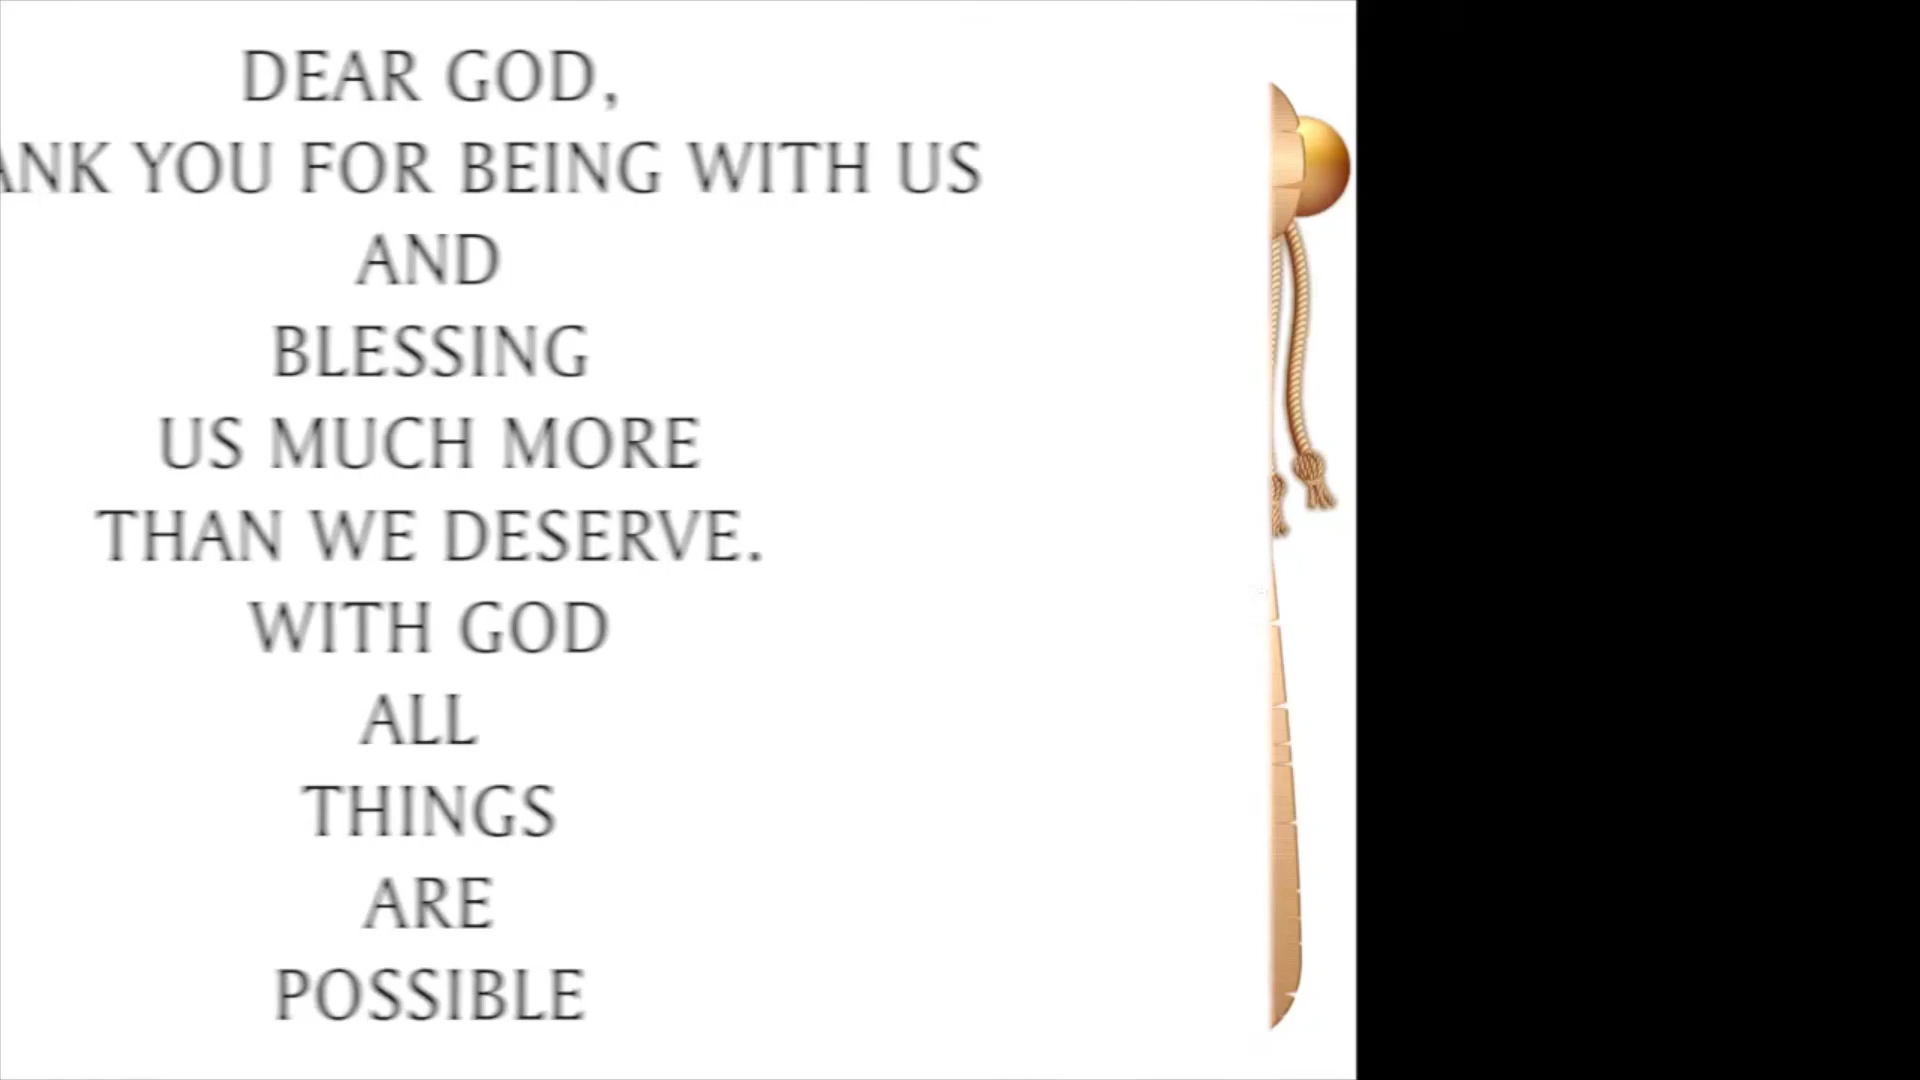 DEAR GOD,
ANK YOU FOR BEING WITH US
AND
BLESSING
US MUCH MORE
THAN WE DESERVE.
WITH GOD
ALL
THINGS
ARE
POSSIBLE